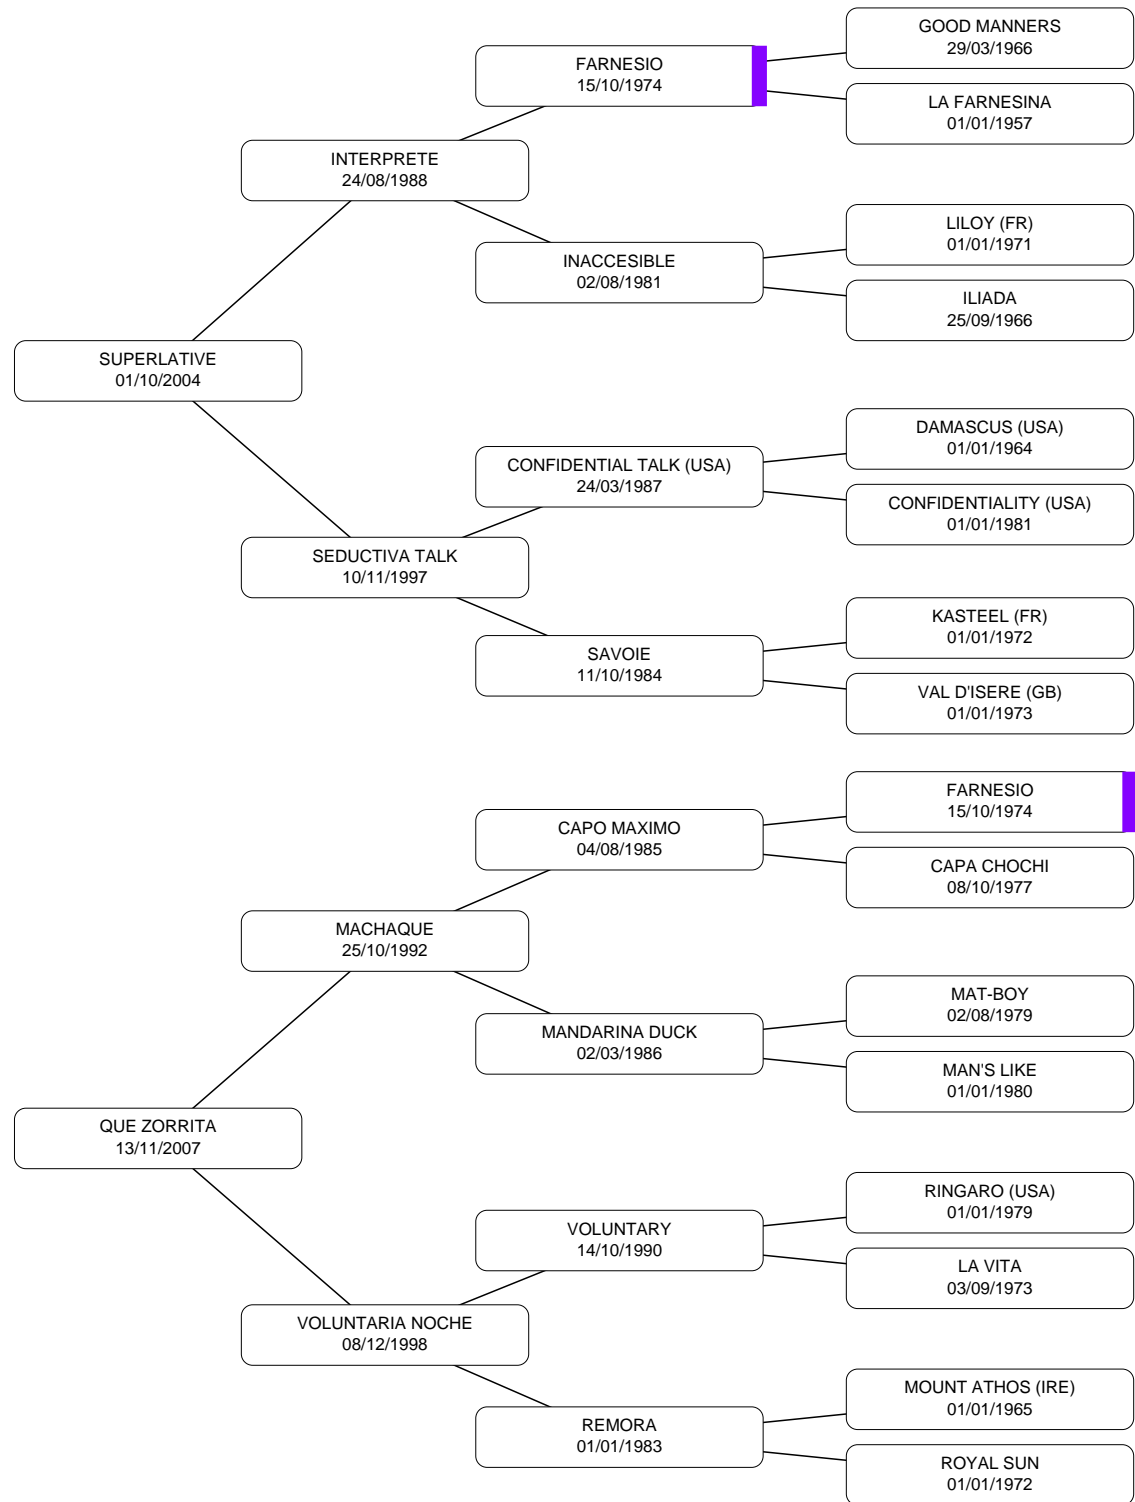 GOOD MANNERS
29/03/1966
FARNESIO
15/10/1974
LA FARNESINA
01/01/1957
INTERPRETE
24/08/1988
LILOY (FR)
01/01/1971
INACCESIBLE
02/08/1981
ILIADA
25/09/1966
SUPERLATIVE
01/10/2004
DAMASCUS (USA)
01/01/1964
CONFIDENTIAL TALK (USA)
24/03/1987
CONFIDENTIALITY (USA)
01/01/1981
SEDUCTIVA TALK
10/11/1997
KASTEEL (FR)
01/01/1972
SAVOIE
11/10/1984
VAL D'ISERE (GB)
01/01/1973
FARNESIO
15/10/1974
CAPO MAXIMO
04/08/1985
CAPA CHOCHI
08/10/1977
MACHAQUE
25/10/1992
MAT-BOY
02/08/1979
MANDARINA DUCK
02/03/1986
MAN'S LIKE
01/01/1980
QUE ZORRITA
13/11/2007
RINGARO (USA)
01/01/1979
VOLUNTARY
14/10/1990
LA VITA
03/09/1973
VOLUNTARIA NOCHE
08/12/1998
MOUNT ATHOS (IRE)
01/01/1965
REMORA
01/01/1983
ROYAL SUN
01/01/1972